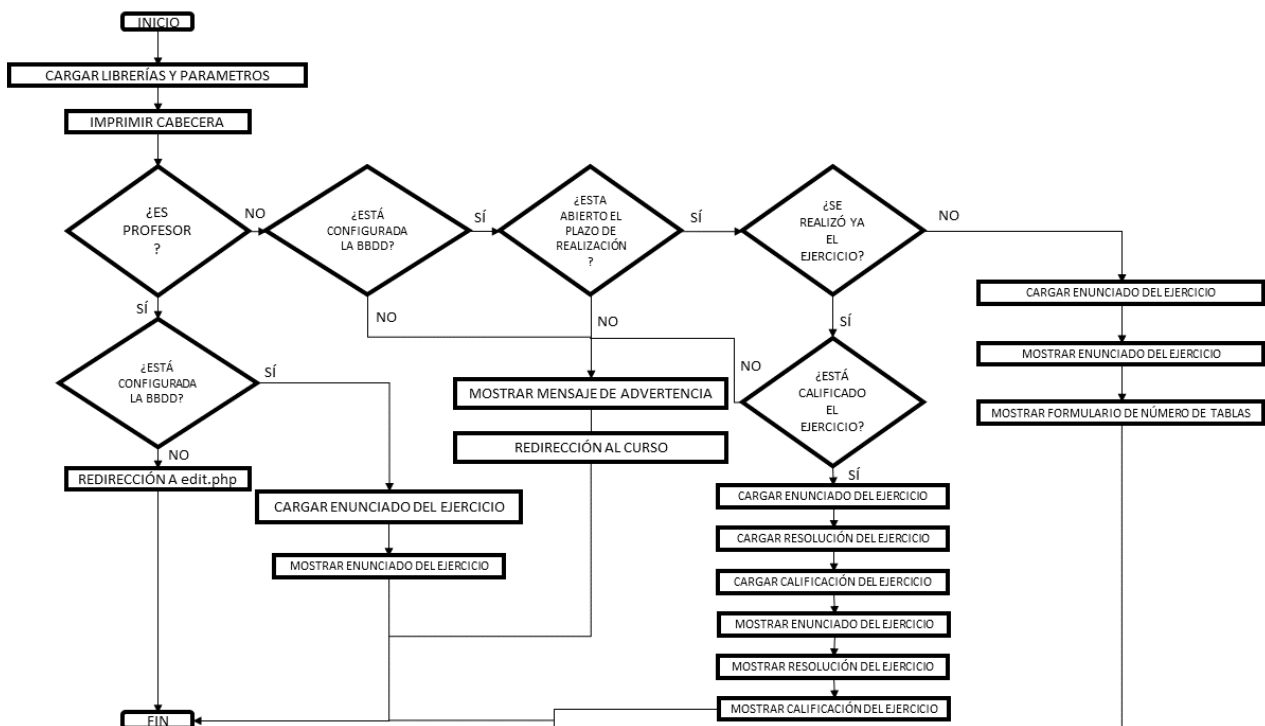 INICIO
CARGAR LIBRERÍAS Y PARAMETROS
IMPRIMIR CABECERA
¿ES
PROFESOR
?
NO
¿ESTÁ
CONFIGURADA
LA BBDD?
SÍ
¿ESTA
ABIERTO EL
PLAZO DE
REALIZACIÓN
?
SÍ
¿SE
REALIZÓ YA
EL
EJERCICIO?
NO
SÍ
NO
NO
SÍ
CARGAR ENUNCIADO DEL EJERCICIO
MOSTRAR ENUNCIADO DEL EJERCICIO
MOSTRAR FORMULARIO DE NÚMERO DE TABLAS
¿ESTÁ
CONFIGURADA
LA BBDD?
SÍ
NO
REDIRECCIÓN A edit.php
CARGAR ENUNCIADO DEL EJERCICIO
MOSTRAR ENUNCIADO DEL EJERCICIO
MOSTRAR MENSAJE DE ADVERTENCIA
REDIRECCIÓN AL CURSO
NO
¿ESTÁ
CALIFICADO
EL
EJERCICIO?
SÍ
CARGAR ENUNCIADO DEL EJERCICIO
CARGAR RESOLUCIÓN DEL EJERCICIO
CARGAR CALIFICACIÓN DEL EJERCICIO
MOSTRAR ENUNCIADO DEL EJERCICIO
MOSTRAR RESOLUCIÓN DEL EJERCICIO
MOSTRAR CALIFICACIÓN DEL EJERCICIO
FIN